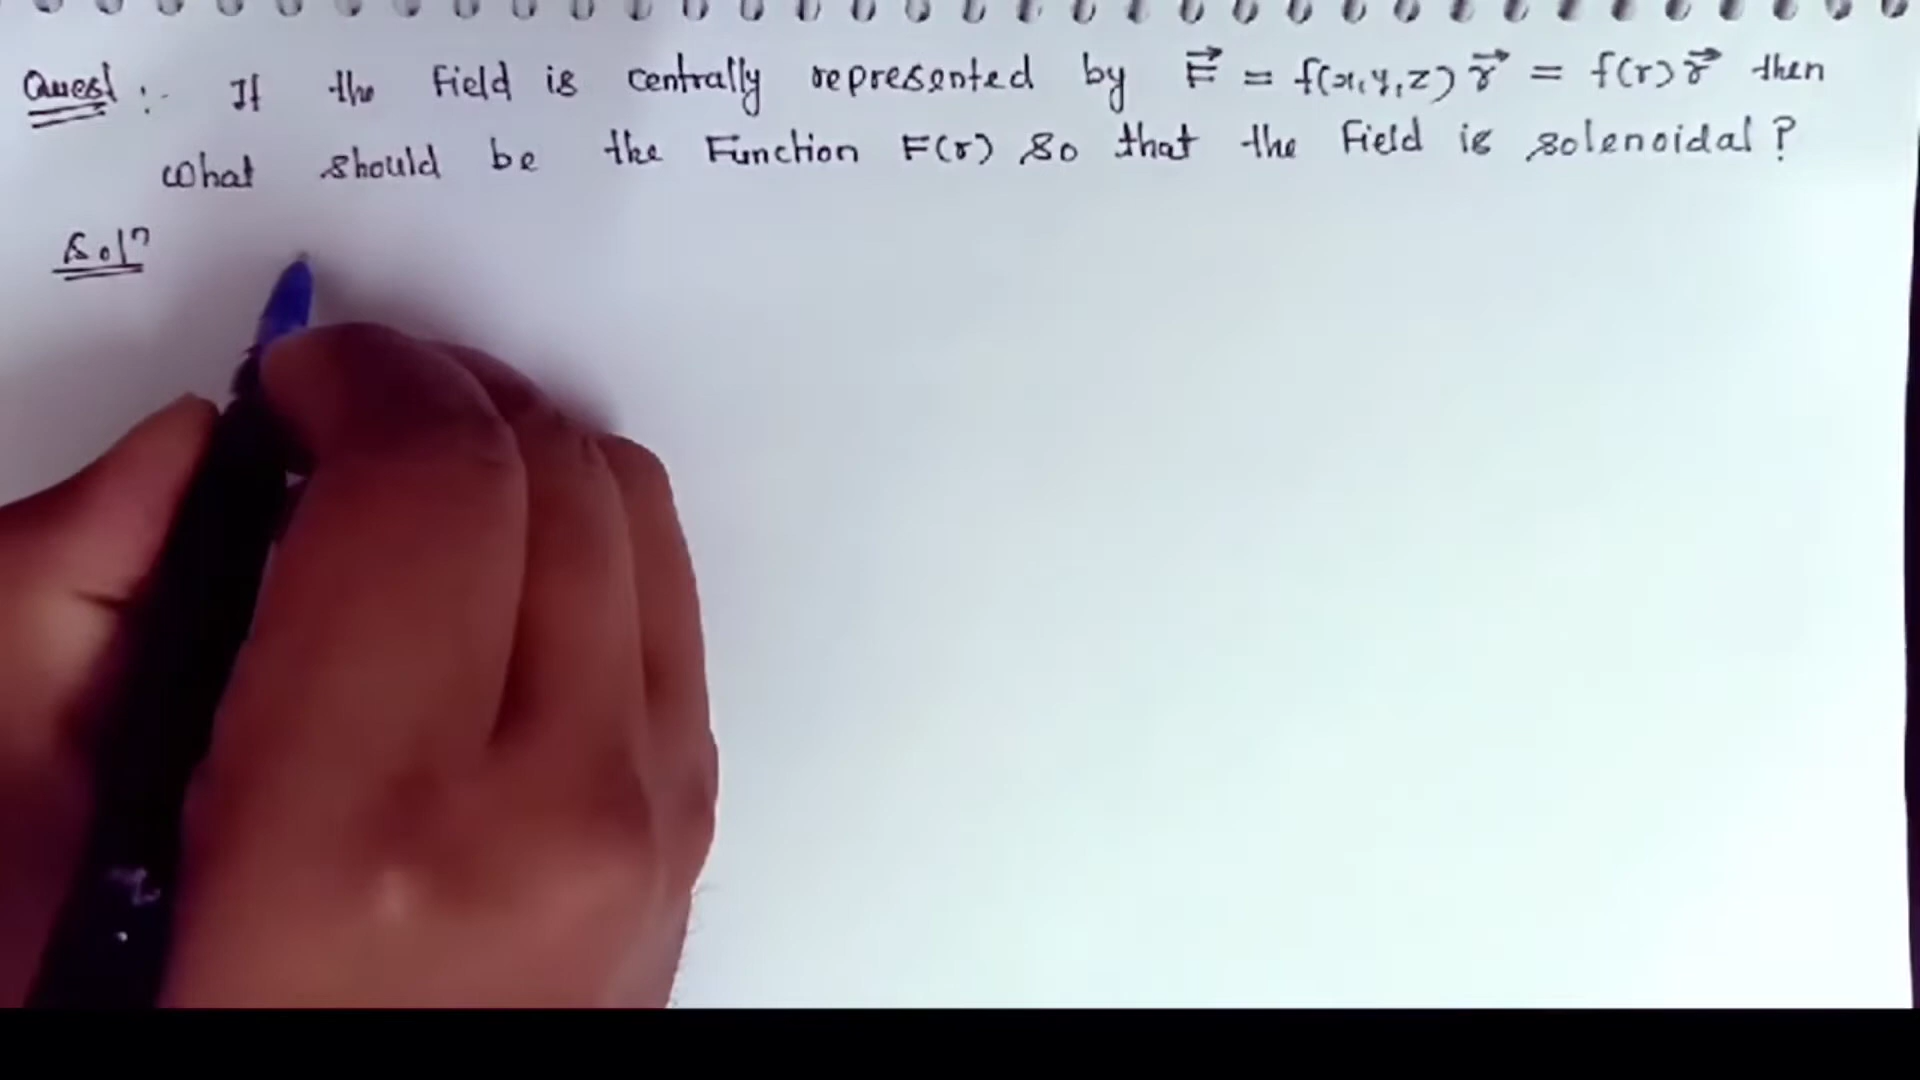 Quest :- If the Field is centrally represented by F⃗ = f(x,y,z) r⃗ = f(r) r⃗ then
what should be the Function F(r) so that the Field is solenoidal?
Solⁿ